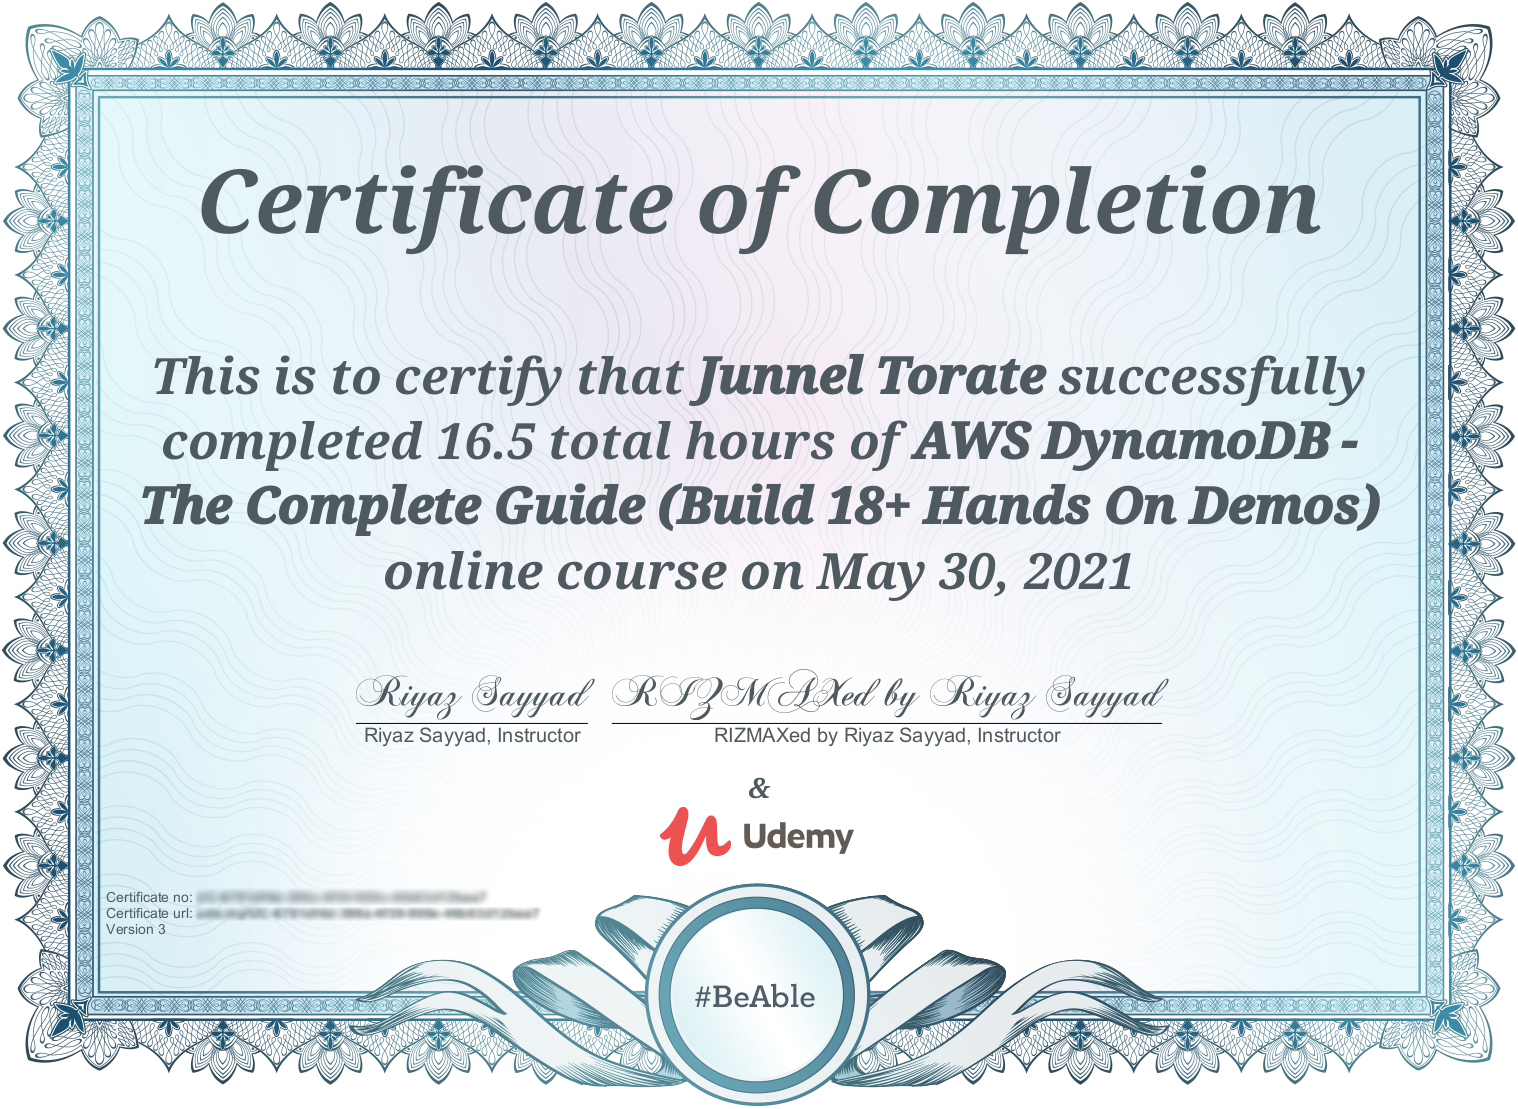 Certificate of Completion
This is to certify that Junnel Torate successfully
completed 16.5 total hours of AWS DynamoDB -
The Complete Guide (Build 18+ Hands On Demos)
online course on May 30, 2021
Riyaz Sayyad RIZMAXed by Riyaz Sayyad
Riyaz Sayyad, Instructor RIZMAXed by Riyaz Sayyad, Instructor
&
Udemy
Certificate no:
Certificate url:
Version 3
#BeAble